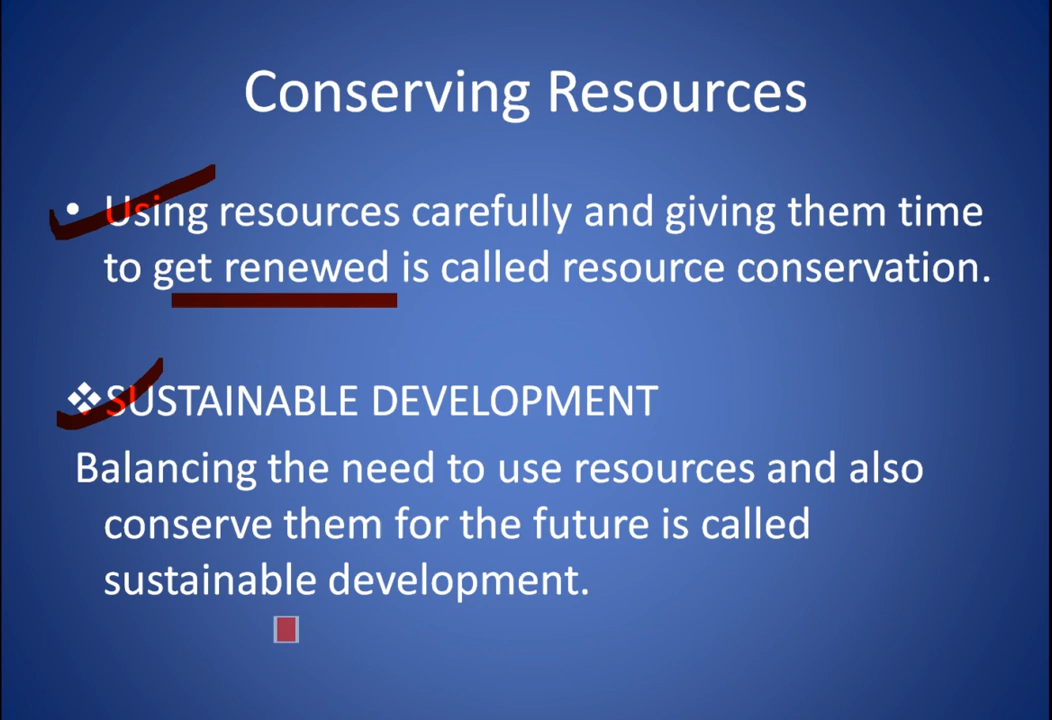 Conserving Resources
• Using resources carefully and giving them time
to get renewed is called resource conservation.
❖SUSTAINABLE DEVELOPMENT
Balancing the need to use resources and also
conserve them for the future is called
sustainable development.